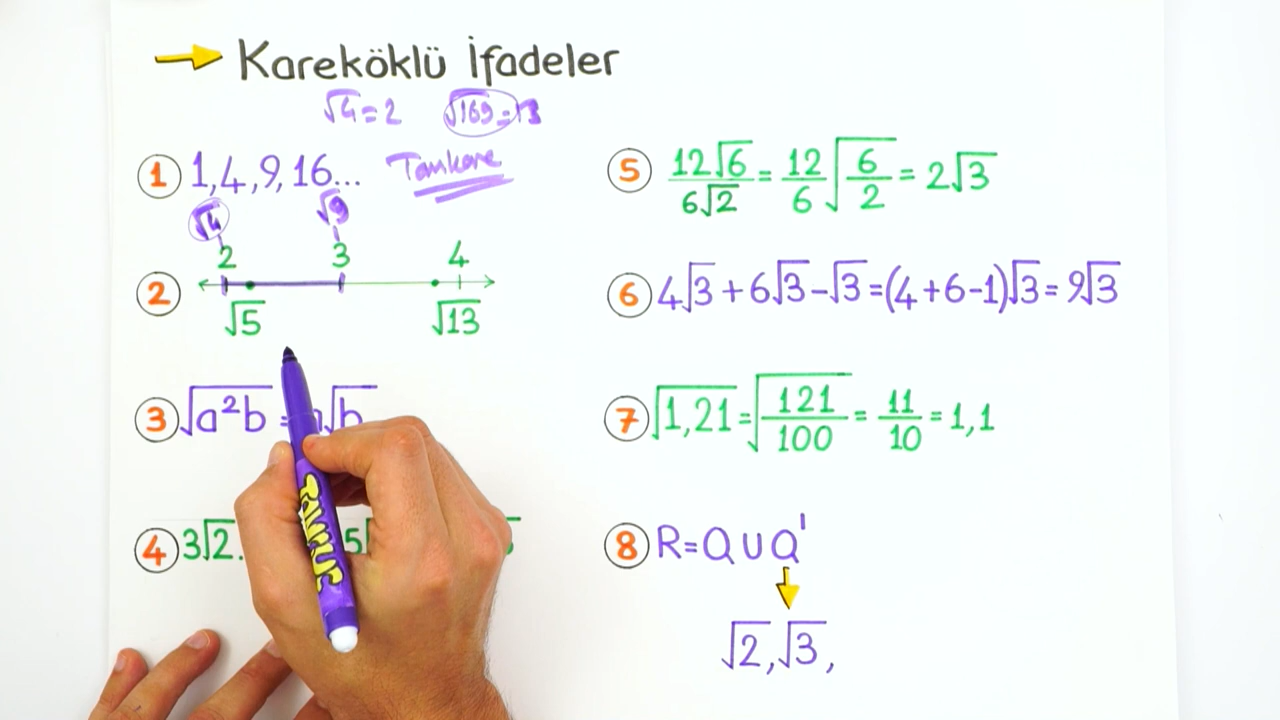 Kareköklü İfadeler
√4=2 √169=13
1 1,4,9,16... Tamkare
√4 √9
2 3 4
2
√5 √13
3 √a²b = √b
4 3√2. 5√
5 12√6/6√2 = 12/6 √6/2 = 2√3
6 4√3+6√3-√3=(4+6-1)√3=9√3
7 √1,21=√121/100 = 11/10 = 1,1
8 R=QUQ'
√2,√3,